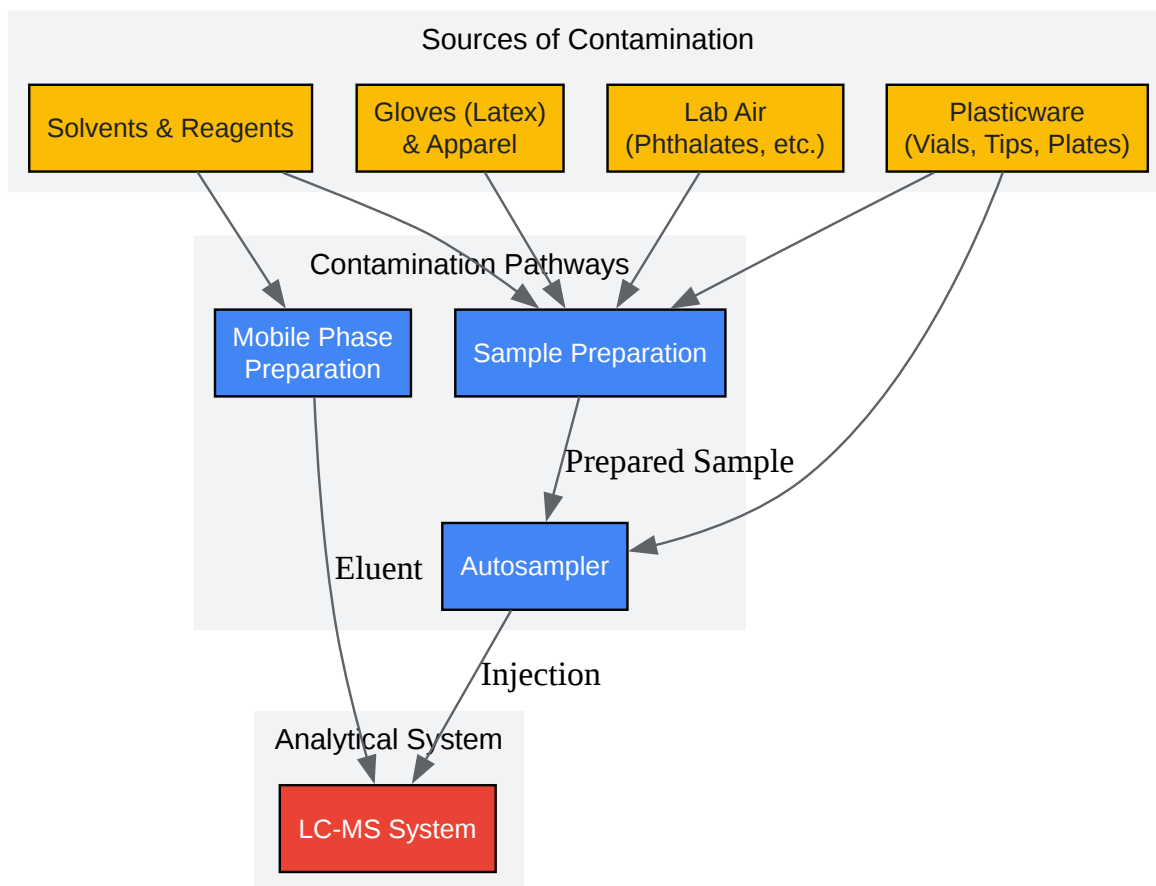 Sources of Contamination
Solvents & Reagents
Gloves (Latex)
& Apparel
Lab Air
(Phthalates, etc.)
Plasticware
(Vials, Tips, Plates)
Contamination Pathways
Mobile Phase
Preparation
Sample Preparation
Prepared Sample
Autosampler
Eluent
Injection
Analytical System
LC-MS System